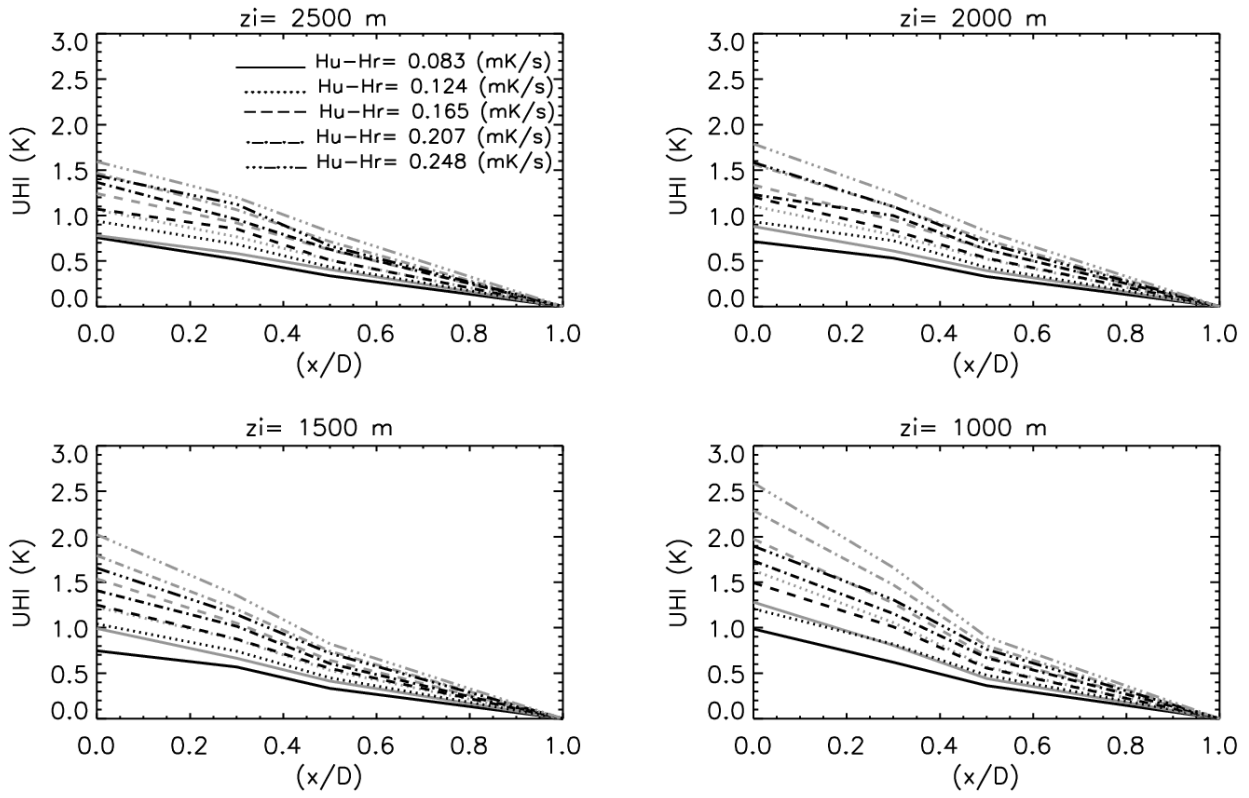 zi= 2500 m
3.0
2.5
2.0
1.5
1.0
0.5
0.0
UHI (K)
Hu-Hr= 0.083 (mK/s)
Hu-Hr= 0.124 (mK/s)
Hu-Hr= 0.165 (mK/s)
Hu-Hr= 0.207 (mK/s)
Hu-Hr= 0.248 (mK/s)
0.0 0.2 0.4 0.6 0.8 1.0
(x/D)
zi= 2000 m
3.0
2.5
2.0
1.5
1.0
0.5
0.0
UHI (K)
0.0 0.2 0.4 0.6 0.8 1.0
(x/D)
zi= 1500 m
3.0
2.5
2.0
1.5
1.0
0.5
0.0
UHI (K)
0.0 0.2 0.4 0.6 0.8 1.0
(x/D)
zi= 1000 m
3.0
2.5
2.0
1.5
1.0
0.5
0.0
UHI (K)
0.0 0.2 0.4 0.6 0.8 1.0
(x/D)